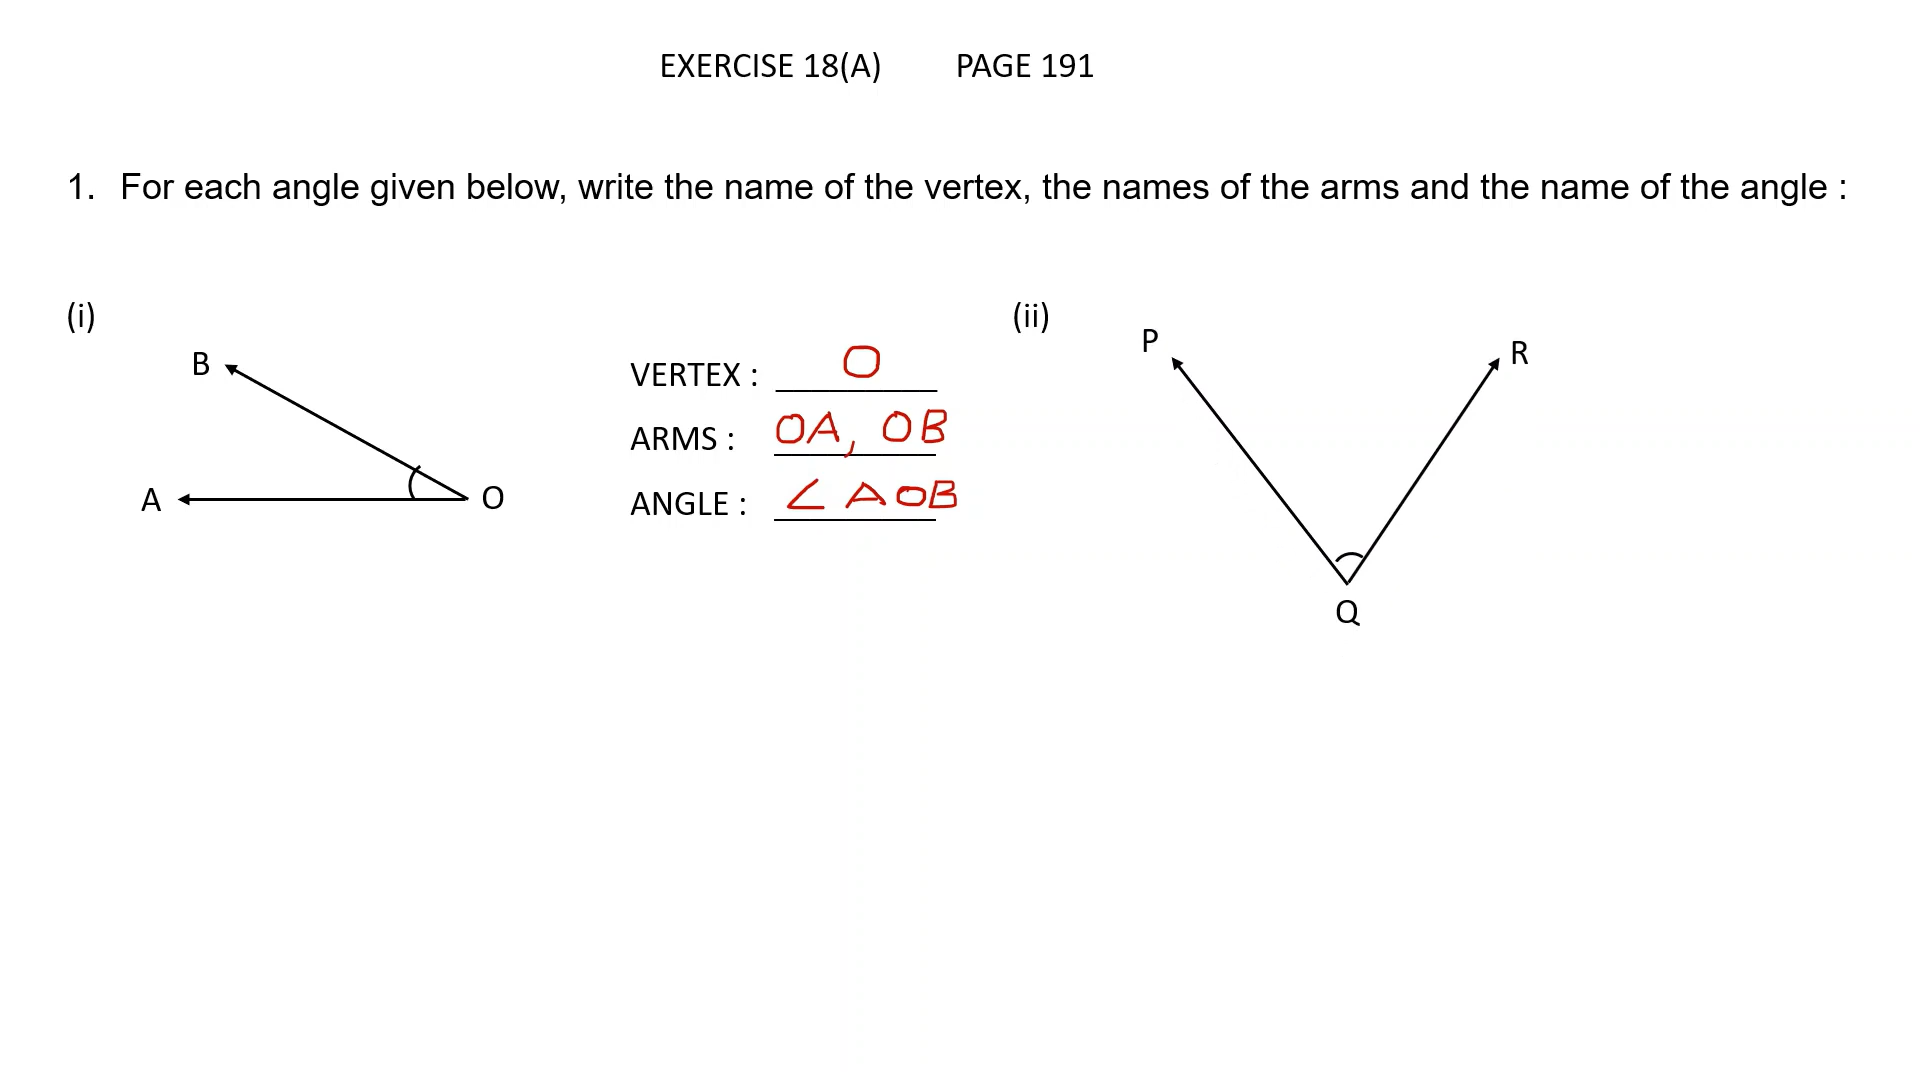 EXERCISE 18(A) PAGE 191
1. For each angle given below, write the name of the vertex, the names of the arms and the name of the angle :
(i)
B
A
O
VERTEX : O
ARMS : OA, OB
ANGLE : ∠ AOB
(ii)
P
R
Q